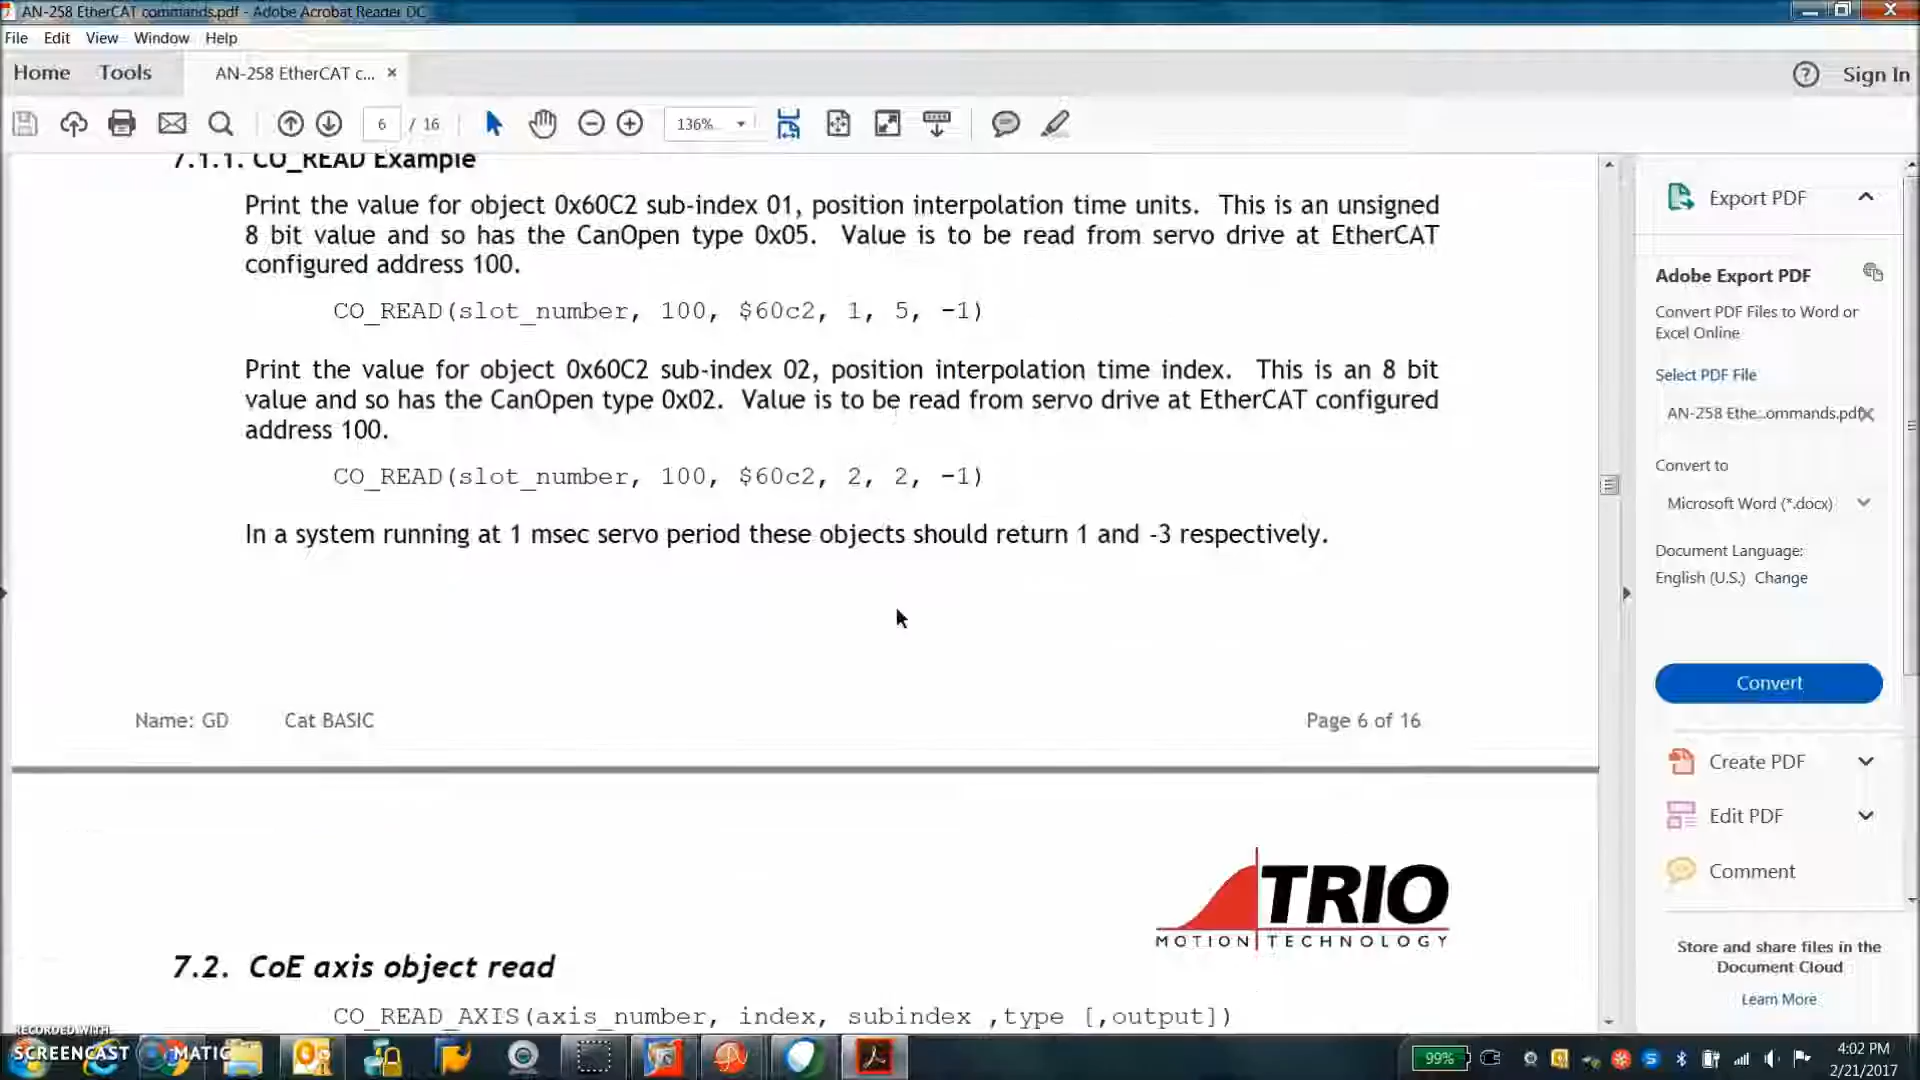 AN-258 EtherCAT commands.pdf - Adobe Acrobat Reader DC
File Edit View Window Help
Home Tools AN-258 EtherCAT c... × ? Sign In
6 / 16 136%
7.1.1. CO_READ Example
Print the value for object 0x60C2 sub-index 01, position interpolation time units. This is an unsigned
8 bit value and so has the CanOpen type 0x05. Value is to be read from servo drive at EtherCAT
configured address 100.
CO_READ(slot_number, 100, $60c2, 1, 5, -1)
Print the value for object 0x60C2 sub-index 02, position interpolation time index. This is an 8 bit
value and so has the CanOpen type 0x02. Value is to be read from servo drive at EtherCAT configured
address 100.
CO_READ(slot_number, 100, $60c2, 2, 2, -1)
In a system running at 1 msec servo period these objects should return 1 and -3 respectively.
Name: GD Cat BASIC Page 6 of 16
TRIO
MOTION TECHNOLOGY
7.2. CoE axis object read
CO_READ_AXIS(axis_number, index, subindex ,type [,output])
Export PDF
Adobe Export PDF
Convert PDF Files to Word or
Excel Online
Select PDF File
AN-258 Ethe...ommands.pdf
Convert to
Microsoft Word (*.docx)
Document Language:
English (U.S.) Change
Convert
Create PDF
Edit PDF
Comment
Store and share files in the
Document Cloud
Learn More
RECORDED WITH
SCREENCAST MATIC
99%
4:02 PM
2/21/2017